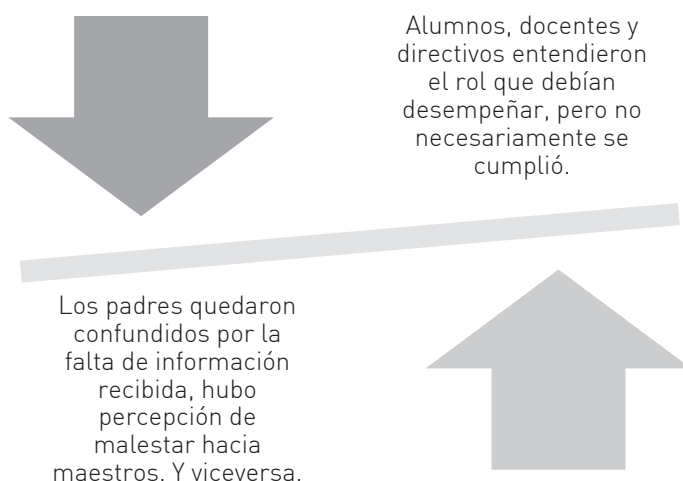 Alumnos, docentes y
directivos entendieron
el rol que debían
desempeñar, pero no
necesariamente se
cumplió.
Los padres quedaron
confundidos por la
falta de información
recibida, hubo
percepción de
malestar hacia
maestros. Y viceversa.